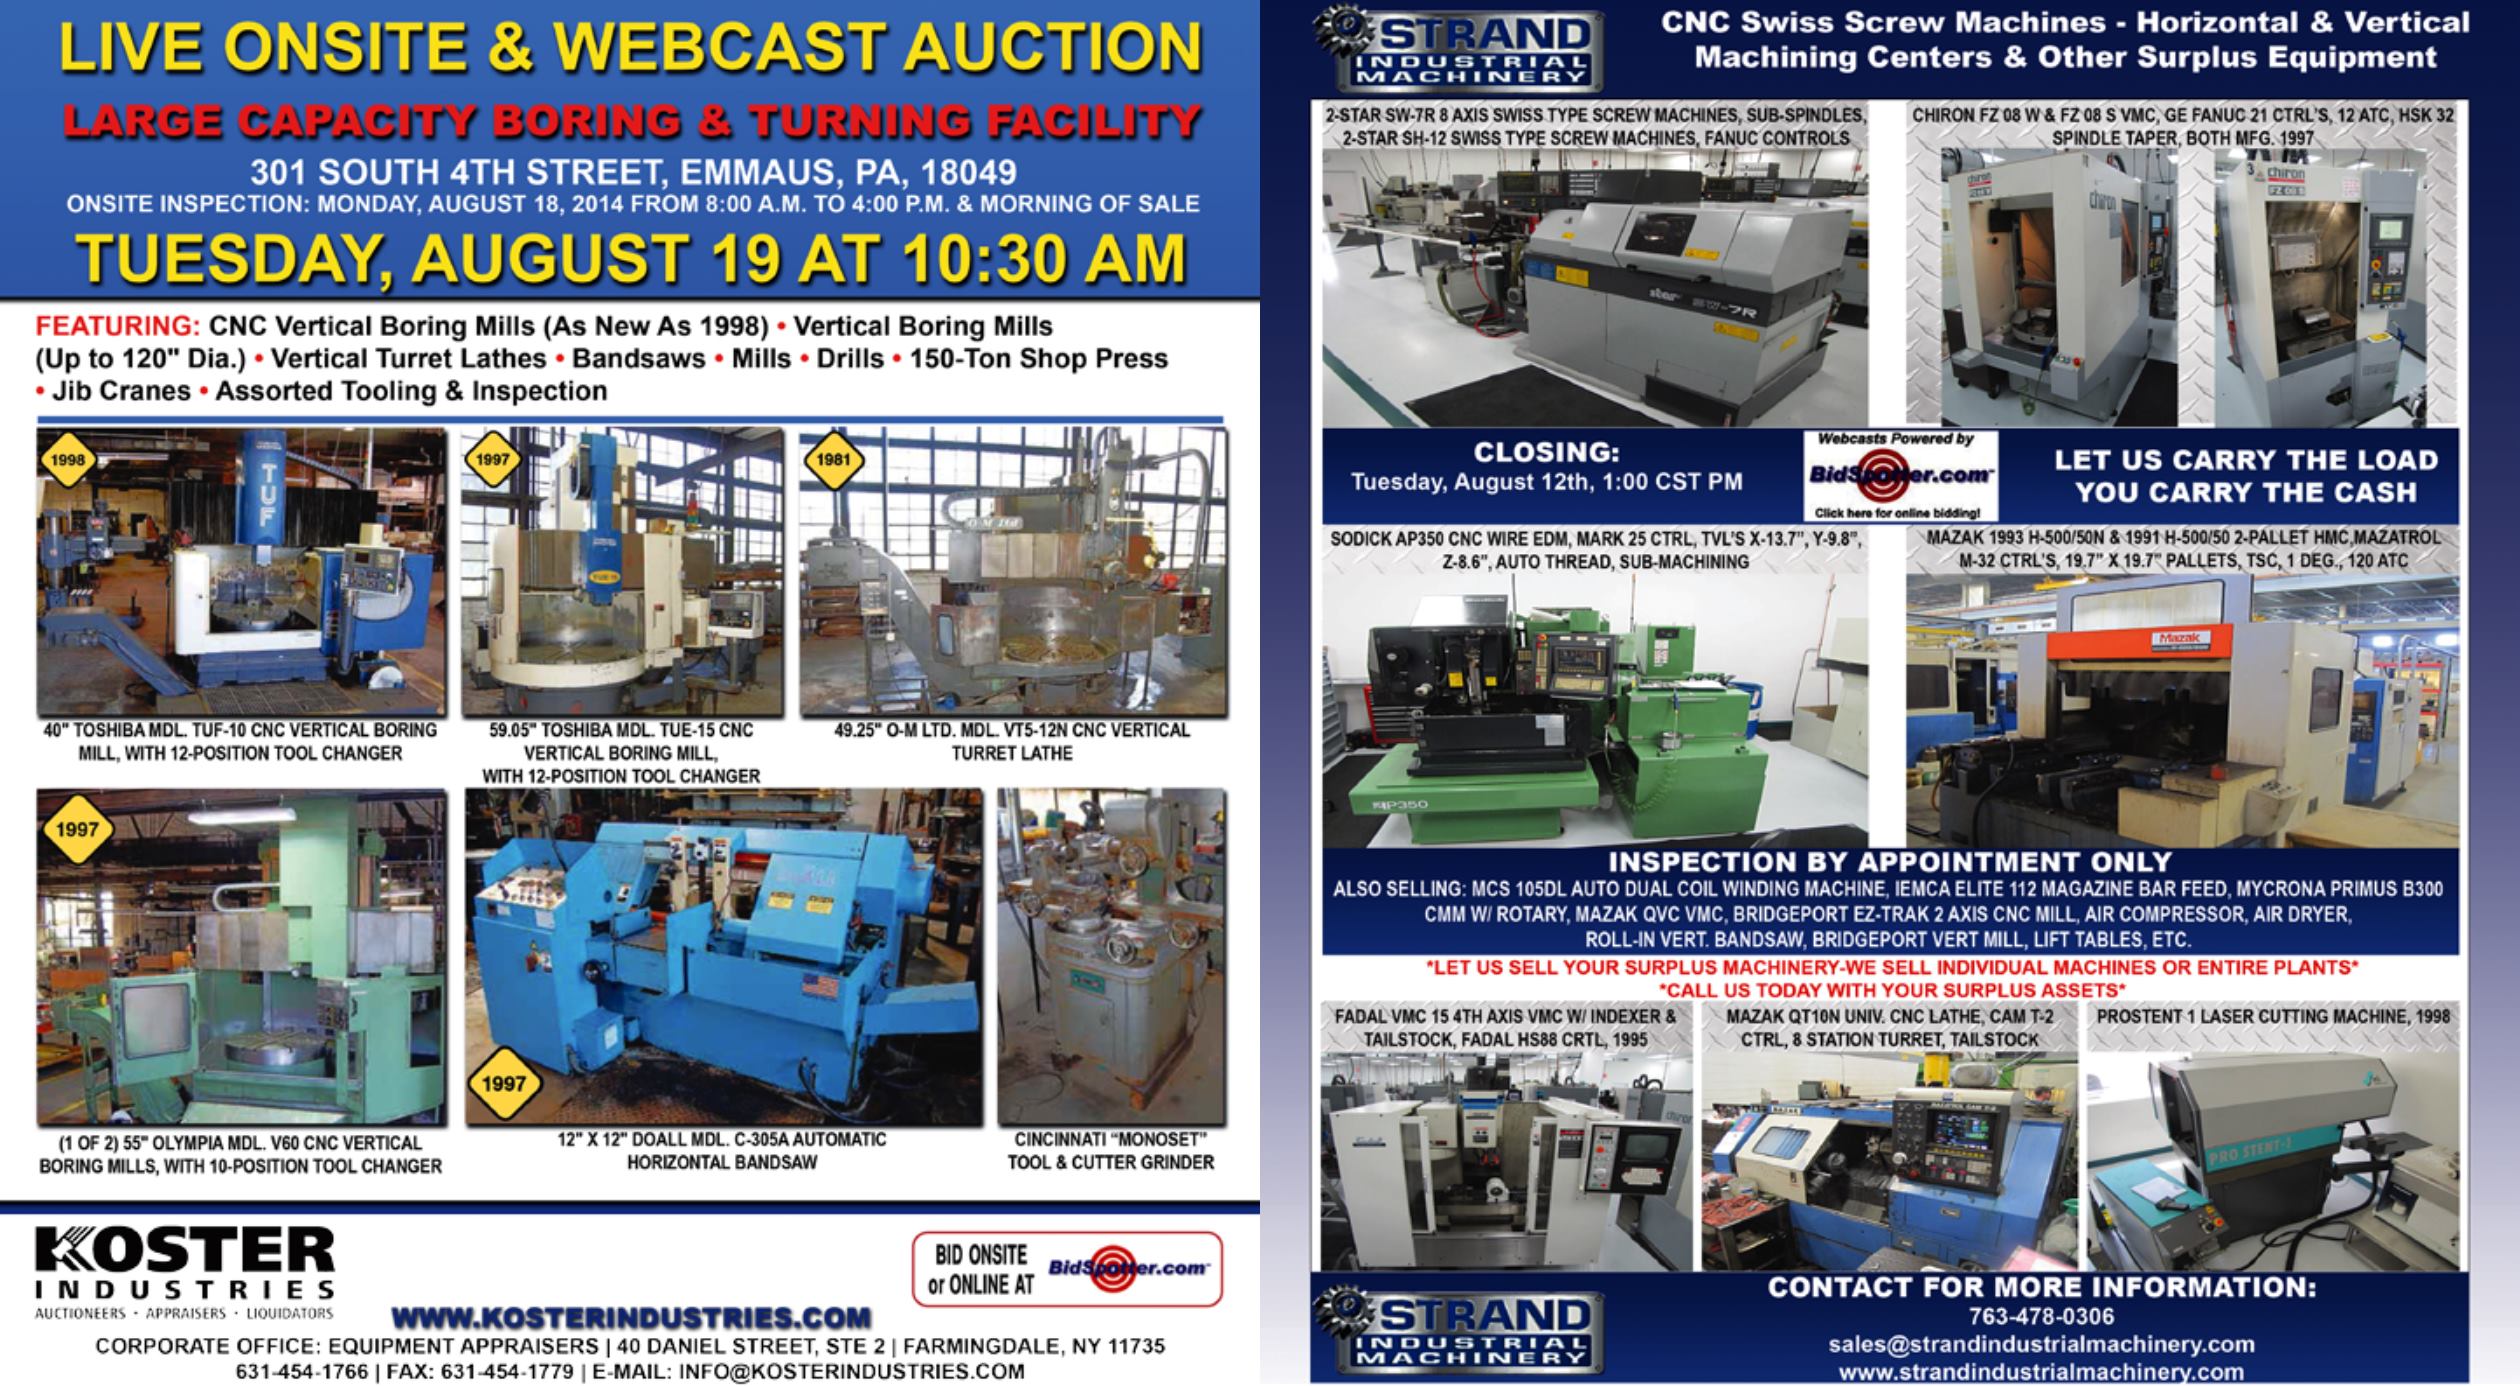 LIVE ONSITE & WEBCAST AUCTION
LARGE CAPACITY BORING & TURNING FACILITY
301 SOUTH 4TH STREET, EMMAUS, PA, 18049
ONSITE INSPECTION: MONDAY, AUGUST 18, 2014 FROM 8:00 A.M. TO 4:00 P.M. & MORNING OF SALE
TUESDAY, AUGUST 19 AT 10:30 AM
FEATURING: CNC Vertical Boring Mills (As New As 1998) • Vertical Boring Mills
(Up to 120" Dia.) • Vertical Turret Lathes • Bandsaws • Mills • Drills • 150-Ton Shop Press
• Jib Cranes • Assorted Tooling & Inspection
1998
TUF
1997
TUE-15
1981
O-M Ltd
40" TOSHIBA MDL. TUF-10 CNC VERTICAL BORING
MILL, WITH 12-POSITION TOOL CHANGER
59.05" TOSHIBA MDL. TUE-15 CNC
VERTICAL BORING MILL,
WITH 12-POSITION TOOL CHANGER
49.25" O-M LTD. MDL. VT5-12N CNC VERTICAL
TURRET LATHE
1997
1997
(1 OF 2) 55" OLYMPIA MDL. V60 CNC VERTICAL
BORING MILLS, WITH 10-POSITION TOOL CHANGER
12" X 12" DOALL MDL. C-305A AUTOMATIC
HORIZONTAL BANDSAW
CINCINNATI “MONOSET”
TOOL & CUTTER GRINDER
KOSTER
INDUSTRIES
AUCTIONEERS · APPRAISERS · LIQUIDATORS
WWW.KOSTERINDUSTRIES.COM
BID ONSITE
or ONLINE AT
BidSpotter.com
CORPORATE OFFICE: EQUIPMENT APPRAISERS | 40 DANIEL STREET, STE 2 | FARMINGDALE, NY 11735
631-454-1766 | FAX: 631-454-1779 | E-MAIL: INFO@KOSTERINDUSTRIES.COM
STRAND
INDUSTRIAL
MACHINERY
CNC Swiss Screw Machines - Horizontal & Vertical
Machining Centers & Other Surplus Equipment
2-STAR SW-7R 8 AXIS SWISS TYPE SCREW MACHINES, SUB-SPINDLES,
2-STAR SH-12 SWISS TYPE SCREW MACHINES, FANUC CONTROLS
star SW-7R
CHIRON FZ 08 W & FZ 08 S VMC, GE FANUC 21 CTRL'S, 12 ATC, HSK 32
SPINDLE TAPER, BOTH MFG. 1997
chiron
chiron
chiron
FZ 08 S
CLOSING:
Tuesday, August 12th, 1:00 CST PM
Webcasts Powered by
BidSpotter.com
Click here for online bidding!
LET US CARRY THE LOAD
YOU CARRY THE CASH
SODICK AP350 CNC WIRE EDM, MARK 25 CTRL, TVL'S X-13.7”, Y-9.8”,
Z-8.6”, AUTO THREAD, SUB-MACHINING
AP350
MAZAK 1993 H-500/50N & 1991 H-500/50 2-PALLET HMC,MAZATROL
M-32 CTRL'S, 19.7” X 19.7” PALLETS, TSC, 1 DEG., 120 ATC
Mazak
INSPECTION BY APPOINTMENT ONLY
ALSO SELLING: MCS 105DL AUTO DUAL COIL WINDING MACHINE, IEMCA ELITE 112 MAGAZINE BAR FEED, MYCRONA PRIMUS B300
CMM W/ ROTARY, MAZAK QVC VMC, BRIDGEPORT EZ-TRAK 2 AXIS CNC MILL, AIR COMPRESSOR, AIR DRYER,
ROLL-IN VERT. BANDSAW, BRIDGEPORT VERT MILL, LIFT TABLES, ETC.
*LET US SELL YOUR SURPLUS MACHINERY-WE SELL INDIVIDUAL MACHINES OR ENTIRE PLANTS*
*CALL US TODAY WITH YOUR SURPLUS ASSETS*
FADAL VMC 15 4TH AXIS VMC W/ INDEXER &
TAILSTOCK, FADAL HS88 CRTL, 1995
MAZAK QT10N UNIV. CNC LATHE, CAM T-2
CTRL, 8 STATION TURRET, TAILSTOCK
PROSTENT 1 LASER CUTTING MACHINE, 1998
MAZAK
PRO STENT-1
STRAND
INDUSTRIAL
MACHINERY
CONTACT FOR MORE INFORMATION:
763-478-0306
sales@strandindustrialmachinery.com
www.strandindustrialmachinery.com